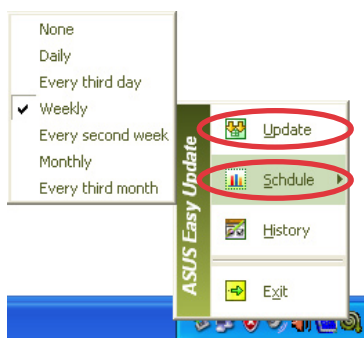 None
Daily
Every third day
Weekly
Every second week
Monthly
Every third month
ASUS Easy Update
Update
Schdule
History
Exit